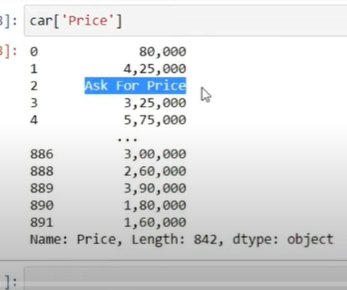 3]: car['Price']
3]: 0 80,000
1 4,25,000
2 Ask For Price
3 3,25,000
4 5,75,000
...
886 3,00,000
888 2,60,000
889 3,90,000
890 1,80,000
891 1,60,000
Name: Price, Length: 842, dtype: object
]: